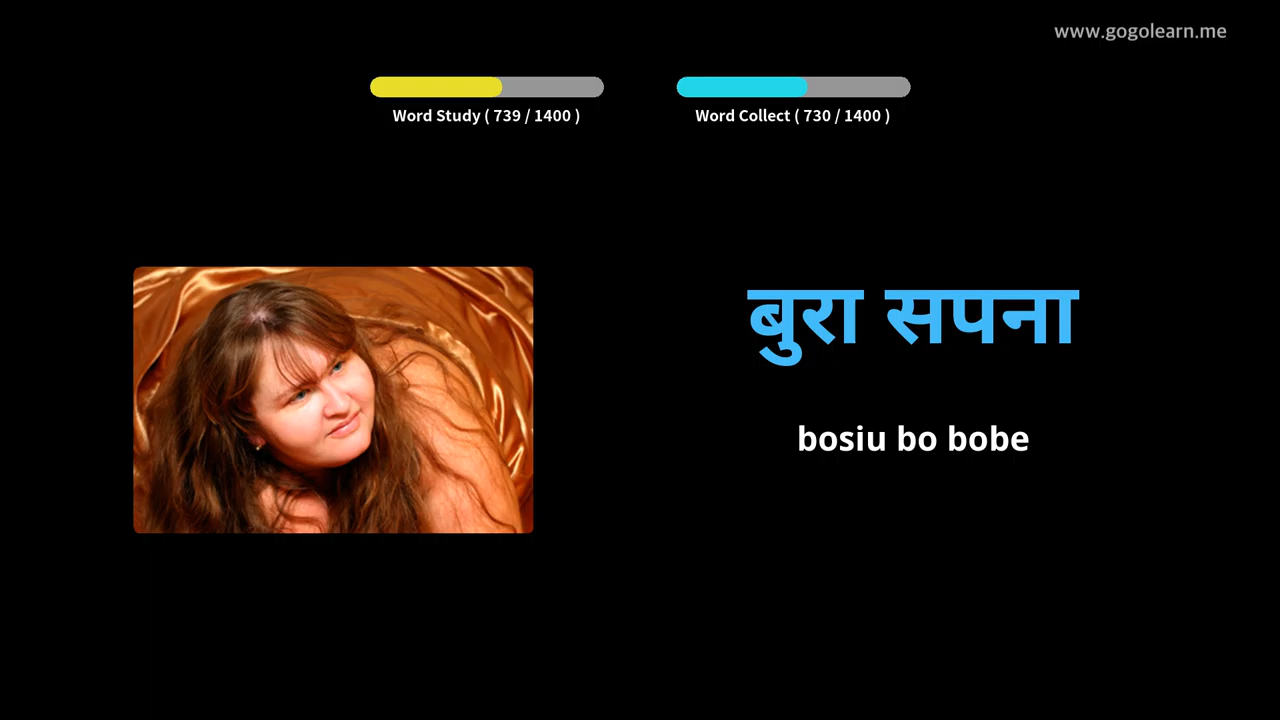 www.gogolearn.me
Word Study ( 739 / 1400 )
Word Collect ( 730 / 1400 )
बुरा सपना
bosiu bo bobe